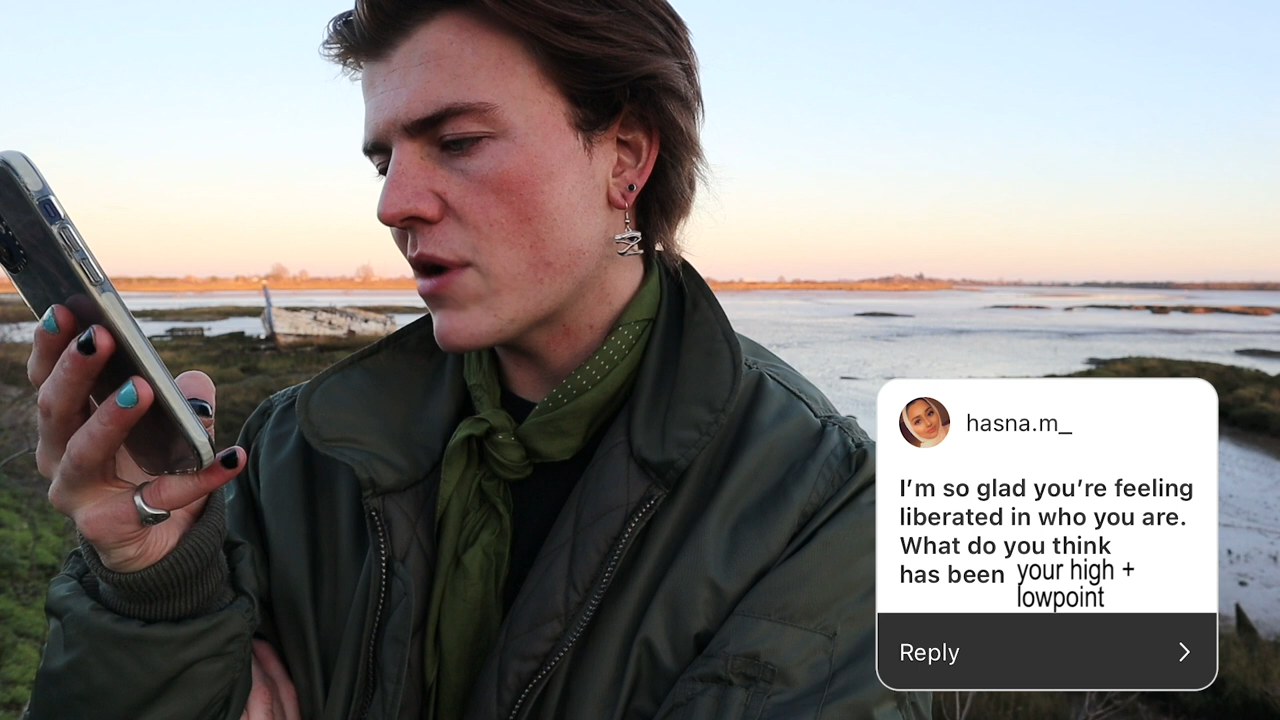 hasna.m_
I’m so glad you’re feeling
liberated in who you are.
What do you think
has been your high +
lowpoint
Reply